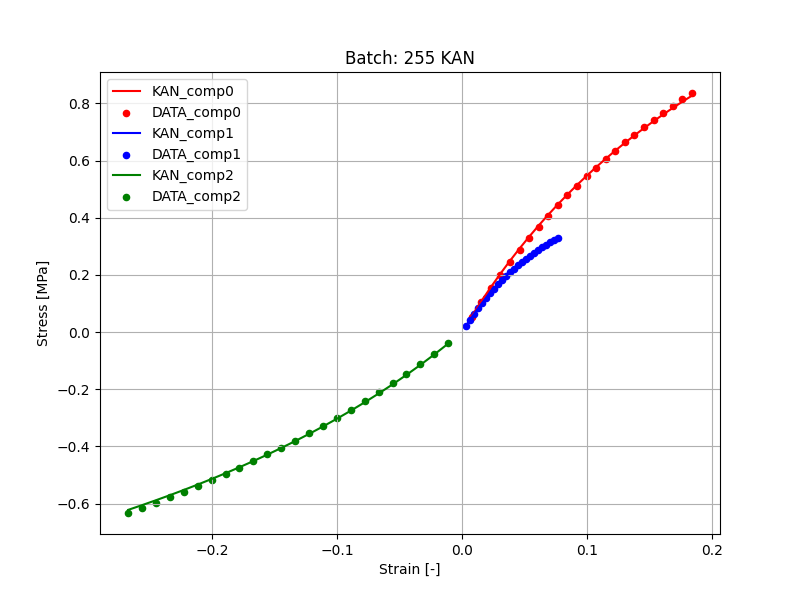 Batch: 255 KAN
KAN_comp0
DATA_comp0
KAN_comp1
DATA_comp1
KAN_comp2
DATA_comp2
Stress [MPa]
0.8
0.6
0.4
0.2
0.0
−0.2
−0.4
−0.6
−0.2
−0.1
0.0
0.1
0.2
Strain [-]